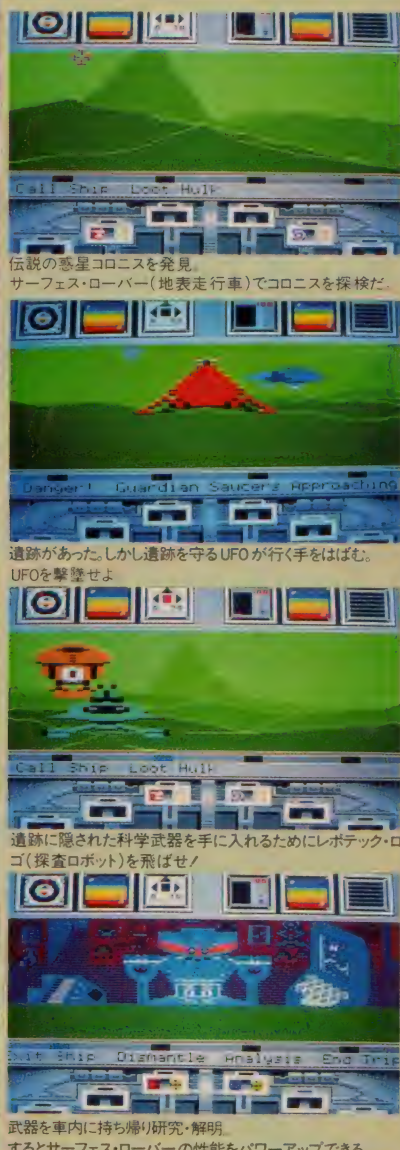 Call Ship Loot Hulk
伝説の惑星コロニスを発見。
サーフェス・ローバー(地表走行車)でコロニスを探検だ。
Danger! Guardian Saucers Approaching
遺跡があった。しかし遺跡を守るUFOが行く手をはばむ。
UFOを撃墜せよ
Call Ship Loot Hulk
遺跡に隠された科学武器を手に入れるためにレポテック・ロ
ゴ(探査ロボット)を飛ばせ!
Exit Ship Dismantle Analysis End Trip
武器を車内に持ち帰り研究・解明。
するとサーフェス・ローバーの性能をパワーアップできる